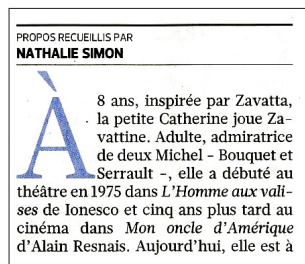 PROPOS RECUEILLIS PAR
NATHALIE SIMON
À 8 ans, inspirée par Zavatta,
la petite Catherine joue Za-
vattine. Adulte, admiratrice
de deux Michel – Bouquet et
Serrault –, elle a débuté au
théâtre en 1975 dans L'Homme aux vali-
ses de Ionesco et cinq ans plus tard au
cinéma dans Mon oncle d'Amérique
d'Alain Resnais. Aujourd'hui, elle est à